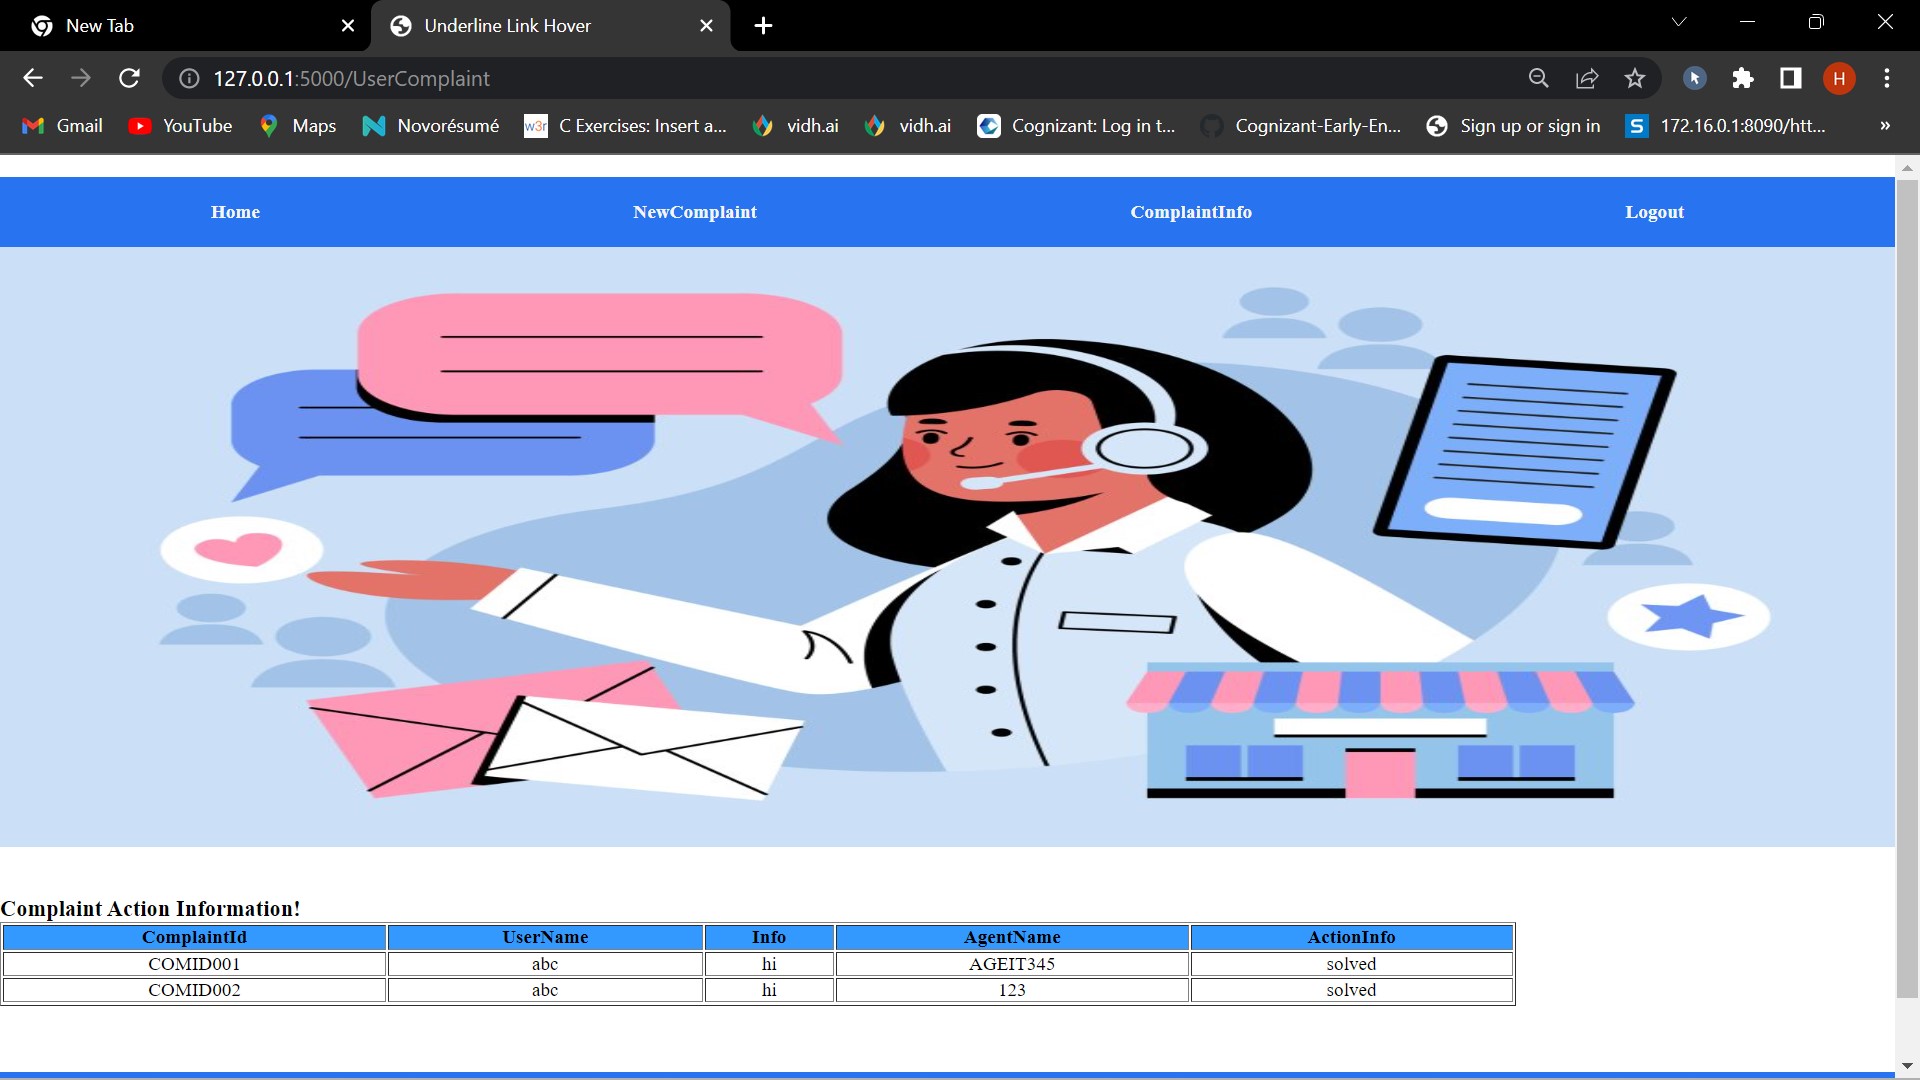 New Tab
Underline Link Hover
127.0.0.1:5000/UserComplaint
H
Gmail YouTube Maps Novorésumé w3r C Exercises: Insert a... vidh.ai vidh.ai Cognizant: Log in t... Cognizant-Early-En... Sign up or sign in S 172.16.0.1:8090/htt... »
Home NewComplaint ComplaintInfo Logout
Complaint Action Information!
ComplaintId UserName Info AgentName ActionInfo
COMID001 abc hi AGEIT345 solved
COMID002 abc hi 123 solved